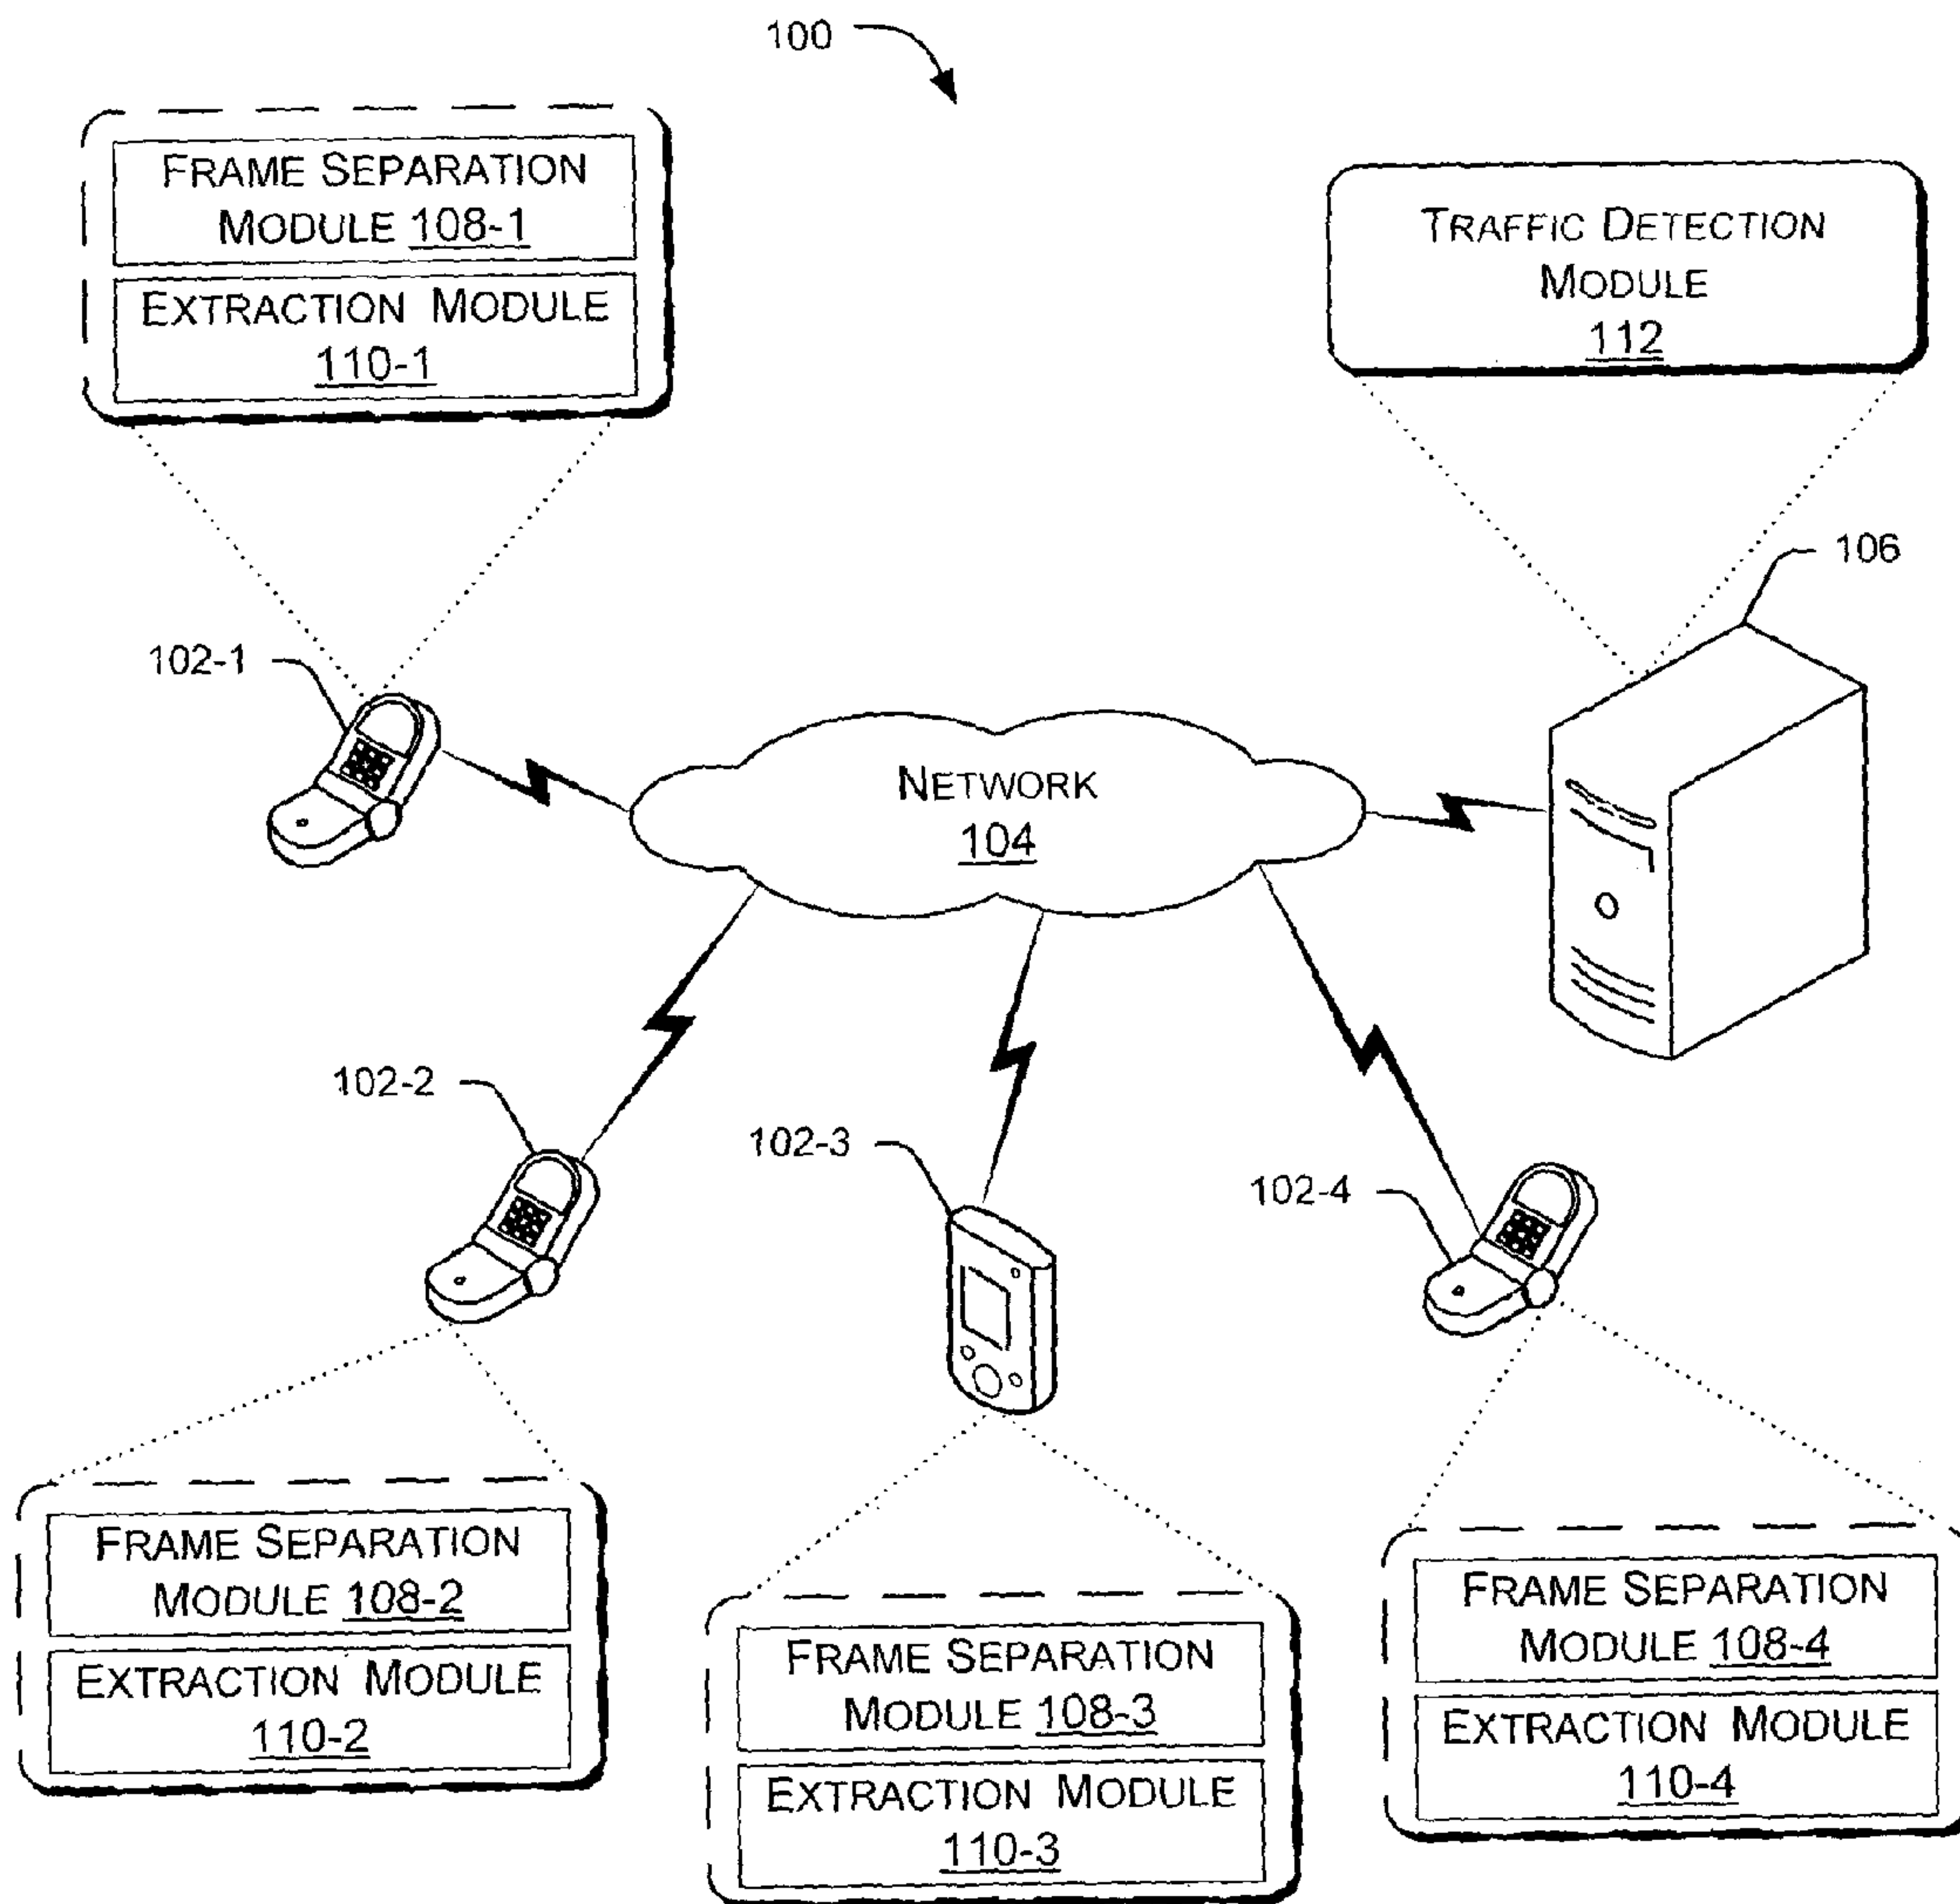 100
FRAME SEPARATION
MODULE 108-1
EXTRACTION MODULE
110-1
TRAFFIC DETECTION
MODULE
112
106
102-1
NETWORK
104
102-2
102-3
102-4
FRAME SEPARATION
MODULE 108-2
EXTRACTION MODULE
110-2
FRAME SEPARATION
MODULE 108-3
EXTRACTION MODULE
110-3
FRAME SEPARATION
MODULE 108-4
EXTRACTION MODULE
110-4